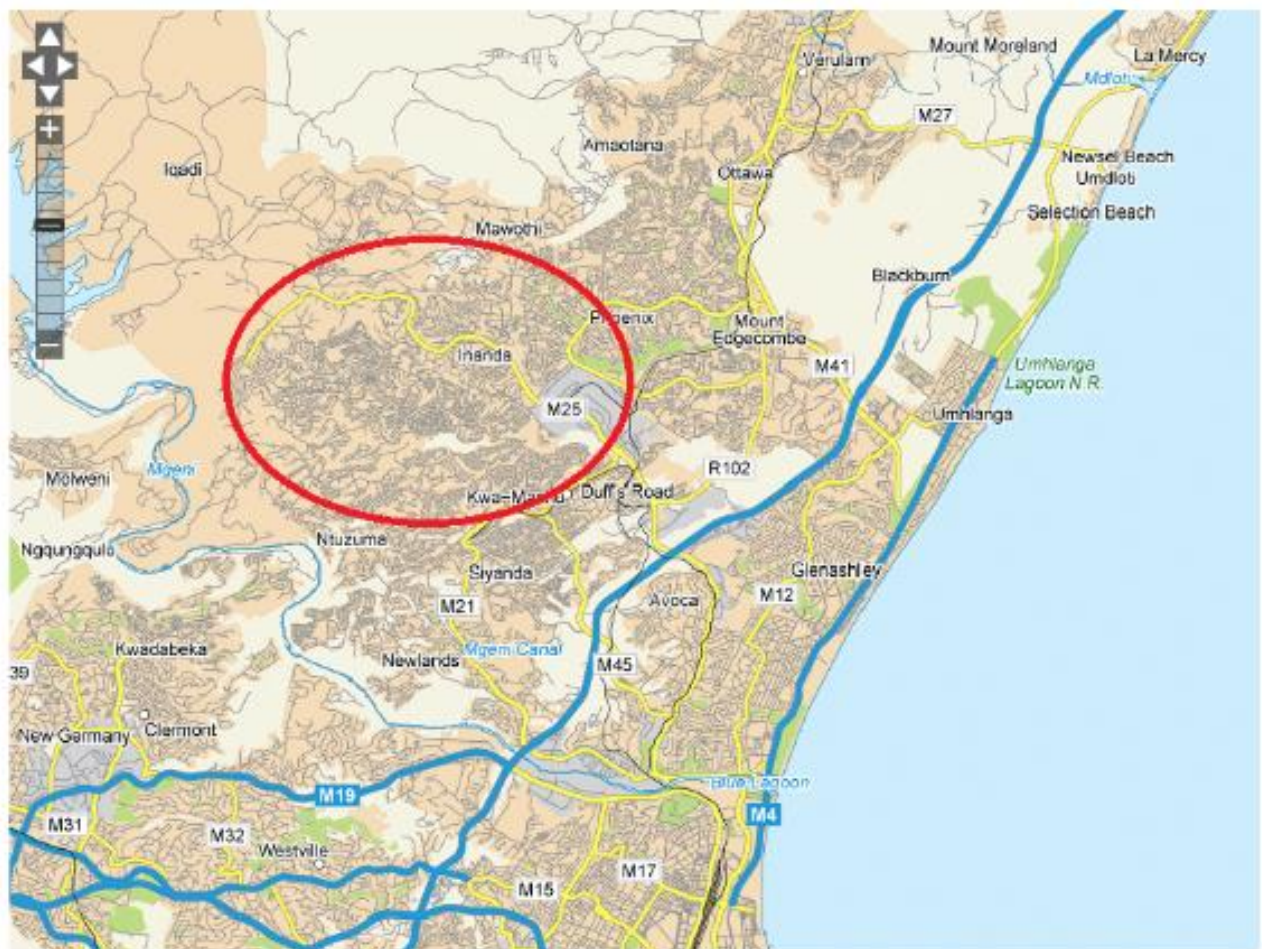 Mount Moreland
La Mercy
Verulam
Mdloti
M27
Amaotana
Iqadi
Ottawa
Newsel Beach
Umdloti
Selection Beach
Mawothi
Blackburn
Phoenix
Mount
Edgecombe
Inanda
M41
Umhlanga
Lagoon N.R.
M25
Umhlanga
Molweni
Mgeni
R102
Kwa-Mashu
Duff's Road
Ntuzuma
Ngqungqulu
Siyanda
Glenashley
M21
Avoca
M12
Kwadabeka
Newlands
Mgeni Canal
M45
39
Clermont
New Germany
Blue Lagoon
M19
M4
M31
M32
Westville
M15
M17